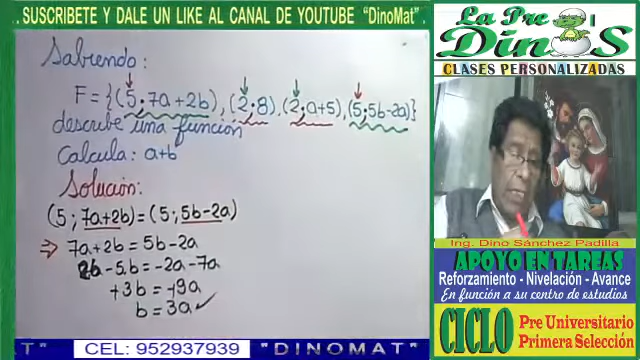 . SUSCRIBETE Y DALE UN LIKE AL CANAL DE YOUTUBE "DinoMat" .
Sabiendo:
F = {(5; 7a+2b), (2; 8), (2; a+5), (5; 5b-2a)}
describe una función
Calcula: a+b
Solución:
(5; 7a+2b) = (5; 5b-2a)
⇒ 7a+2b = 5b-2a
2b-5b = -2a-7a
+3b = +9a
b = 3a ✓
La Pre
DinoS
CLASES PERSONALIZADAS
Ing. Dino Sánchez Padilla
APOYO EN TAREAS
Reforzamiento - Nivelación - Avance
En función a su centro de estudios
CICLO Pre Universitario
Primera Selección
AT" CEL: 952937939 "DINOMAT"